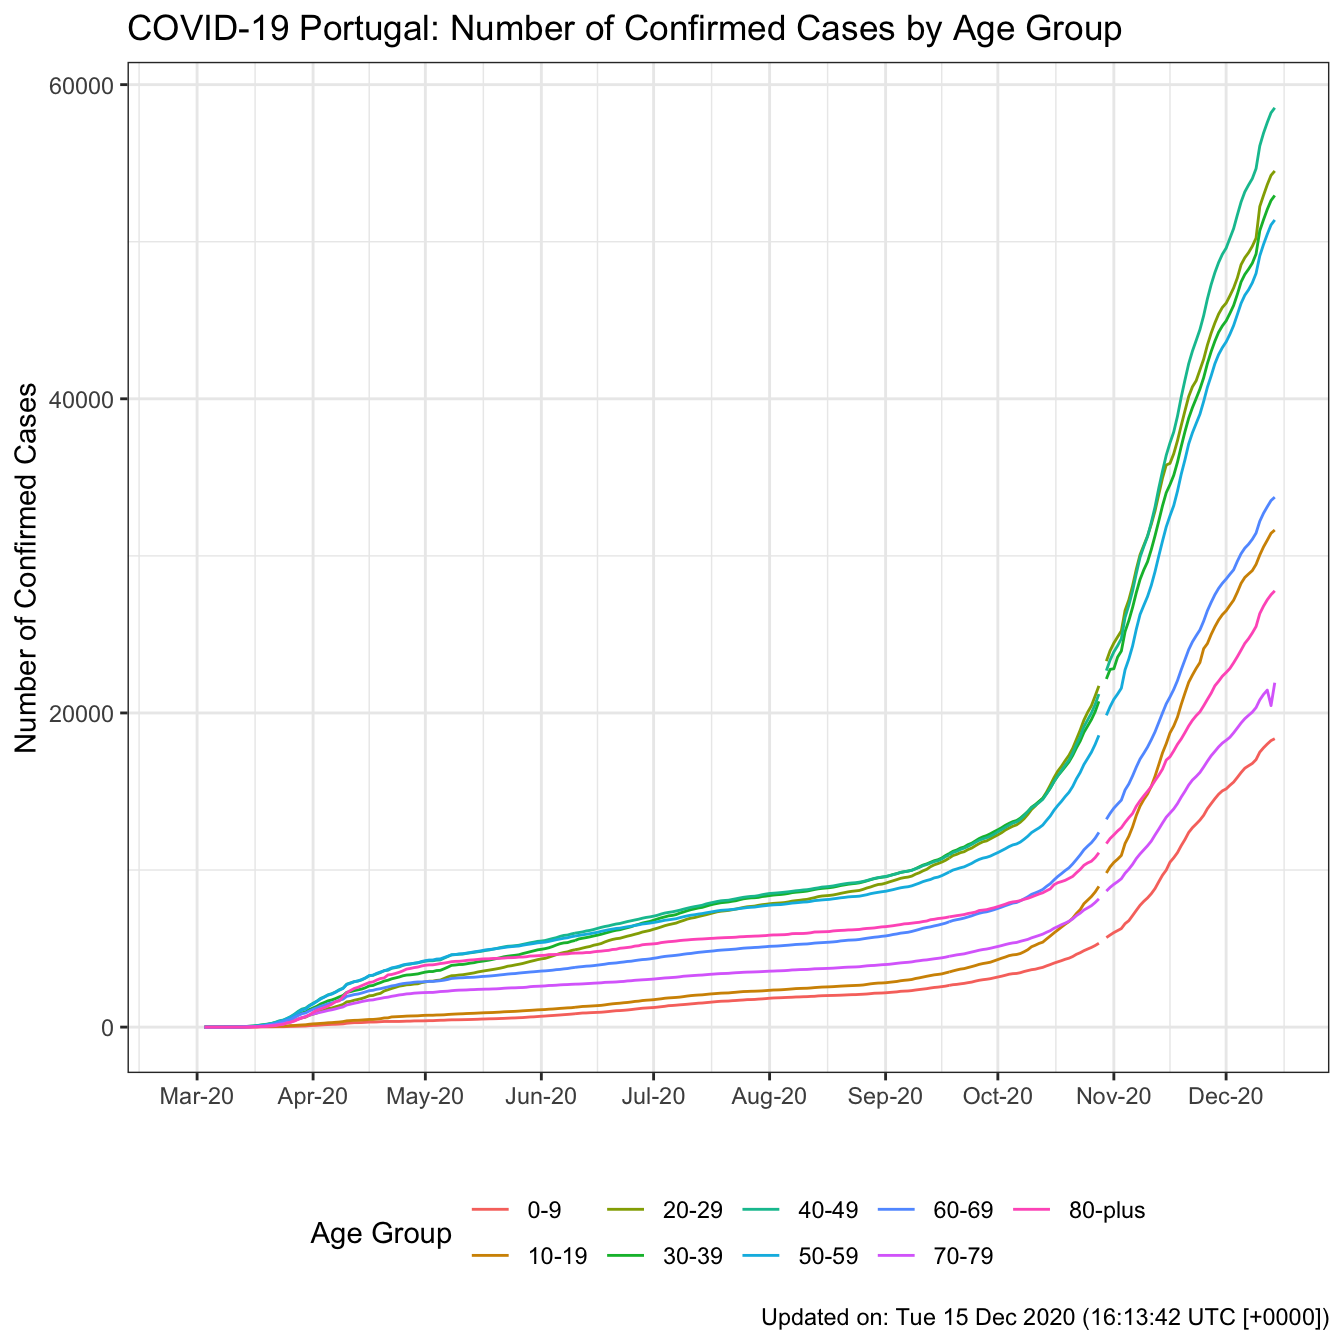 COVID-19 Portugal: Number of Confirmed Cases by Age Group
Number of Confirmed Cases
60000
40000
20000
0
Mar-20 Apr-20 May-20 Jun-20 Jul-20 Aug-20 Sep-20 Oct-20 Nov-20 Dec-20
Age Group
0-9 20-29 40-49 60-69 80-plus
10-19 30-39 50-59 70-79
Updated on: Tue 15 Dec 2020 (16:13:42 UTC [+0000])